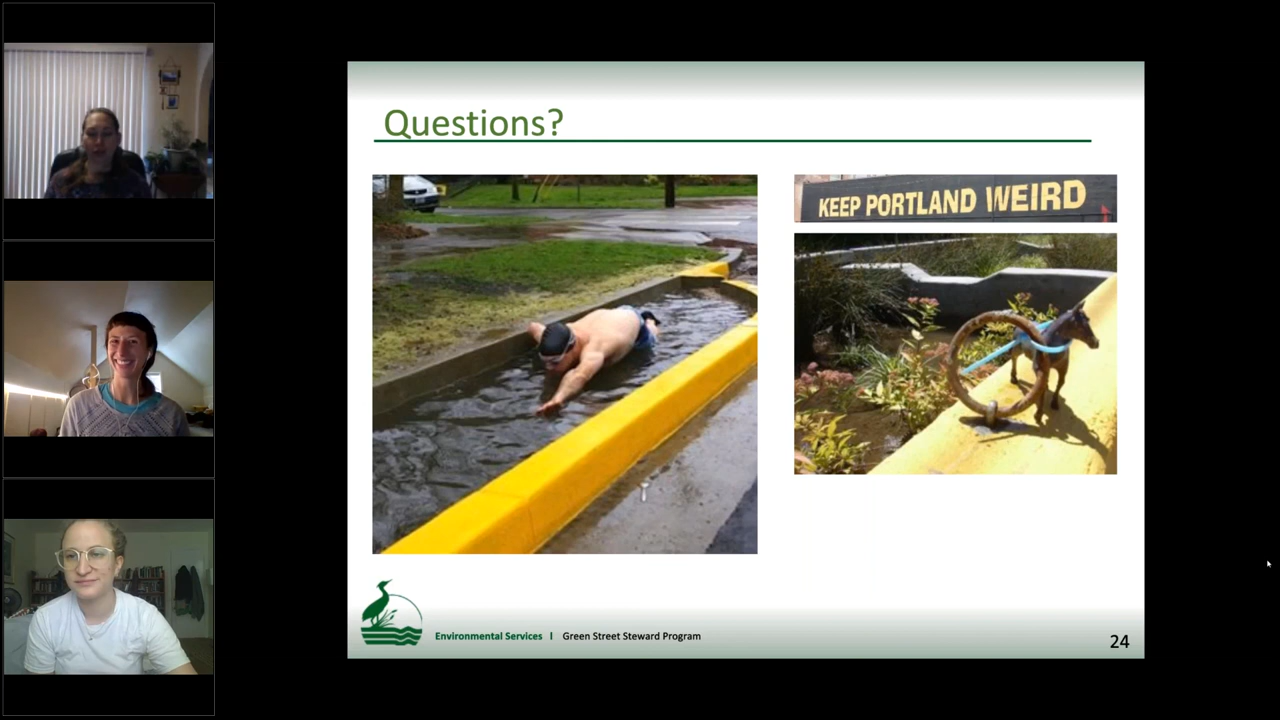 Questions?
KEEP PORTLAND WEIRD
Environmental Services | Green Street Steward Program
24